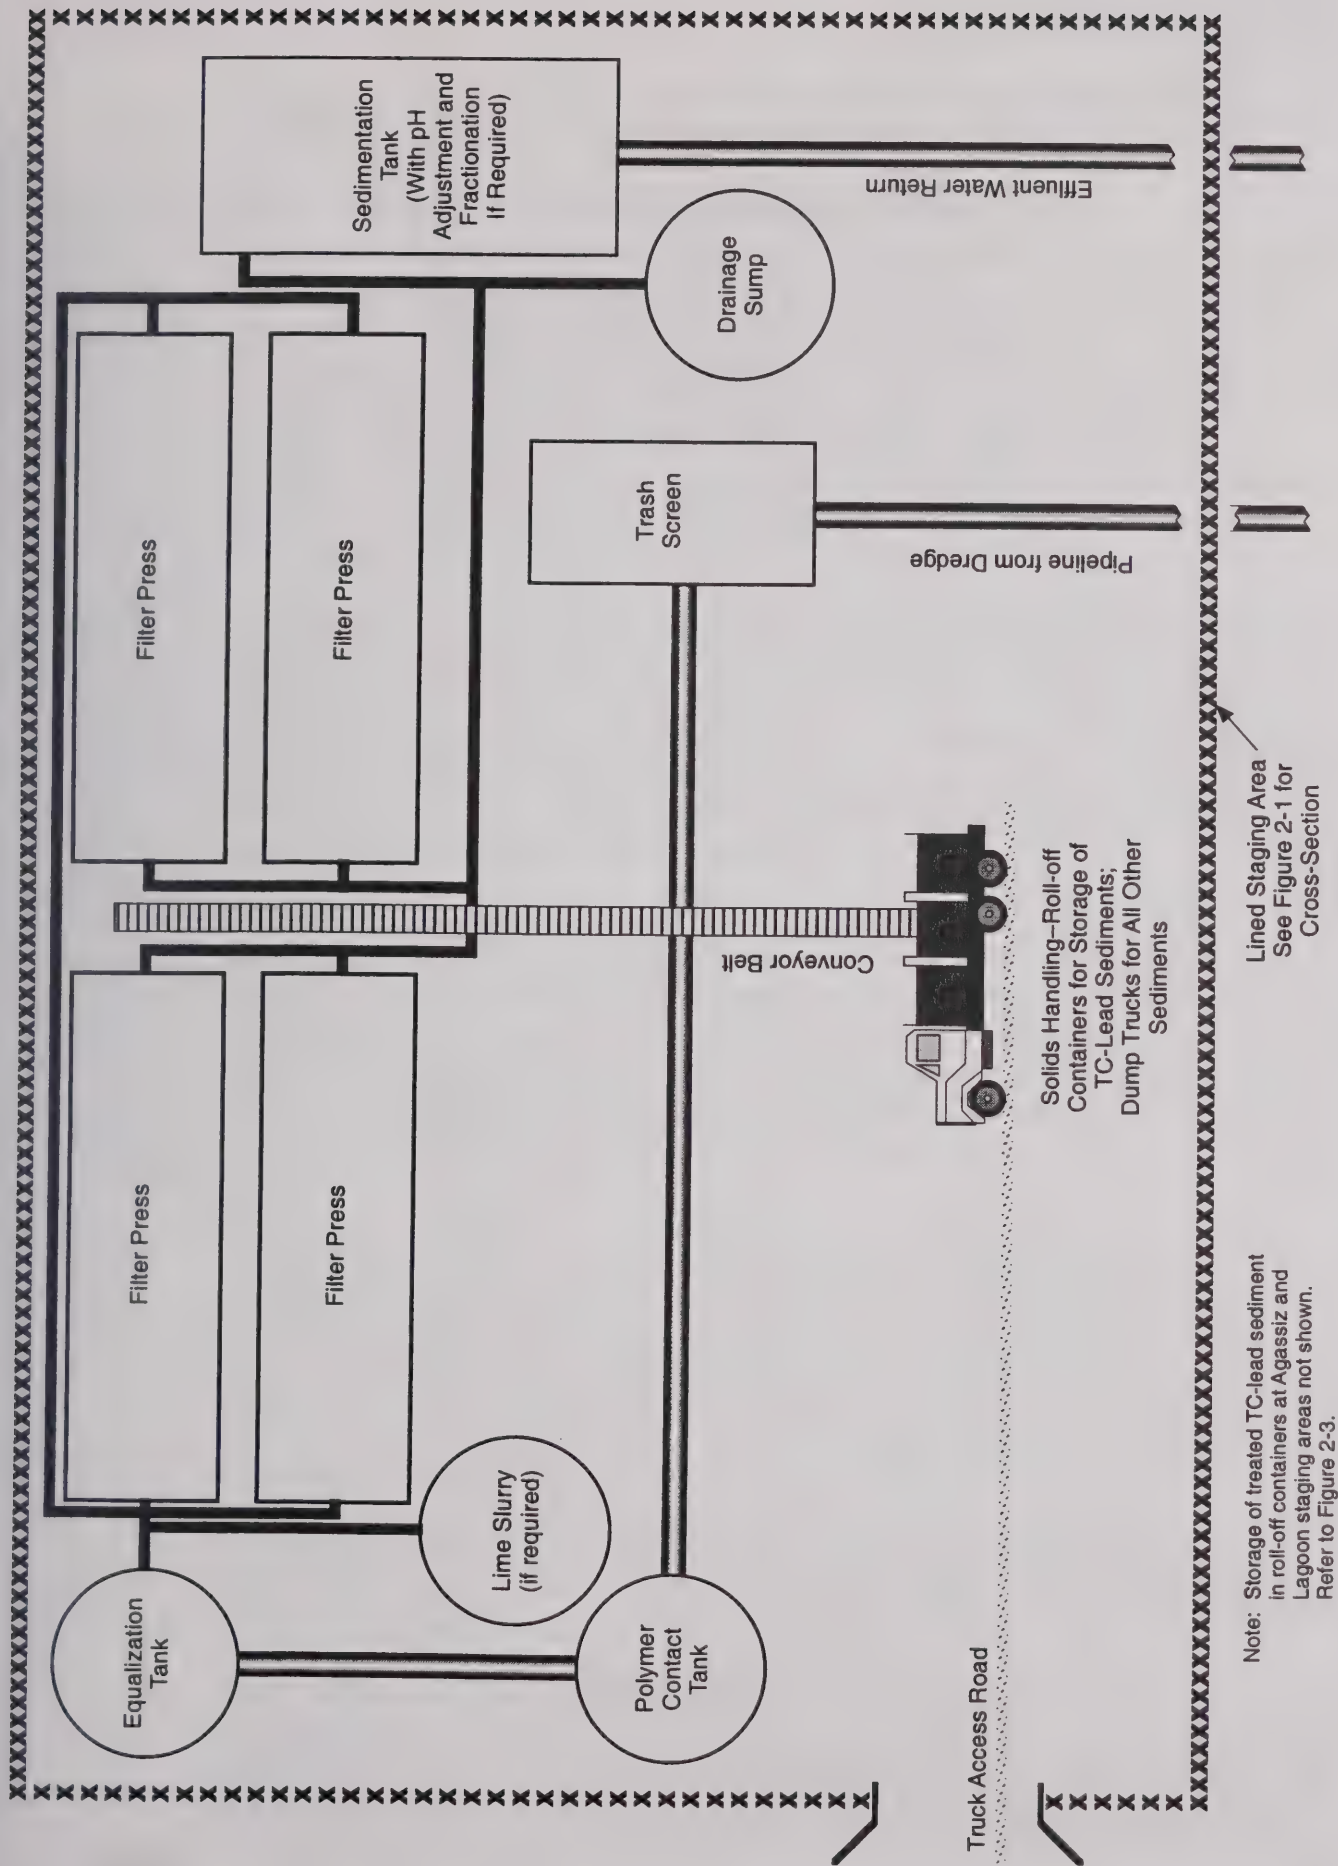 Equalization
Tank
Filter Press
Filter Press
Filter Press
Filter Press
Sedimentation
Tank
(With pH
Adjustment and
Fractionation
If Required)
Lime Slurry
(if required)
Polymer
Contact
Tank
Trash
Screen
Drainage
Sump
Conveyor Belt
Pipeline from Dredge
Effluent Water Return
Truck Access Road
Solids Handling–Roll-off
Containers for Storage of
TC-Lead Sediments;
Dump Trucks for All Other
Sediments
Lined Staging Area
See Figure 2-1 for
Cross-Section
Note: Storage of treated TC-lead sediment
in roll-off containers at Agassiz and
Lagoon staging areas not shown.
Refer to Figure 2-3.